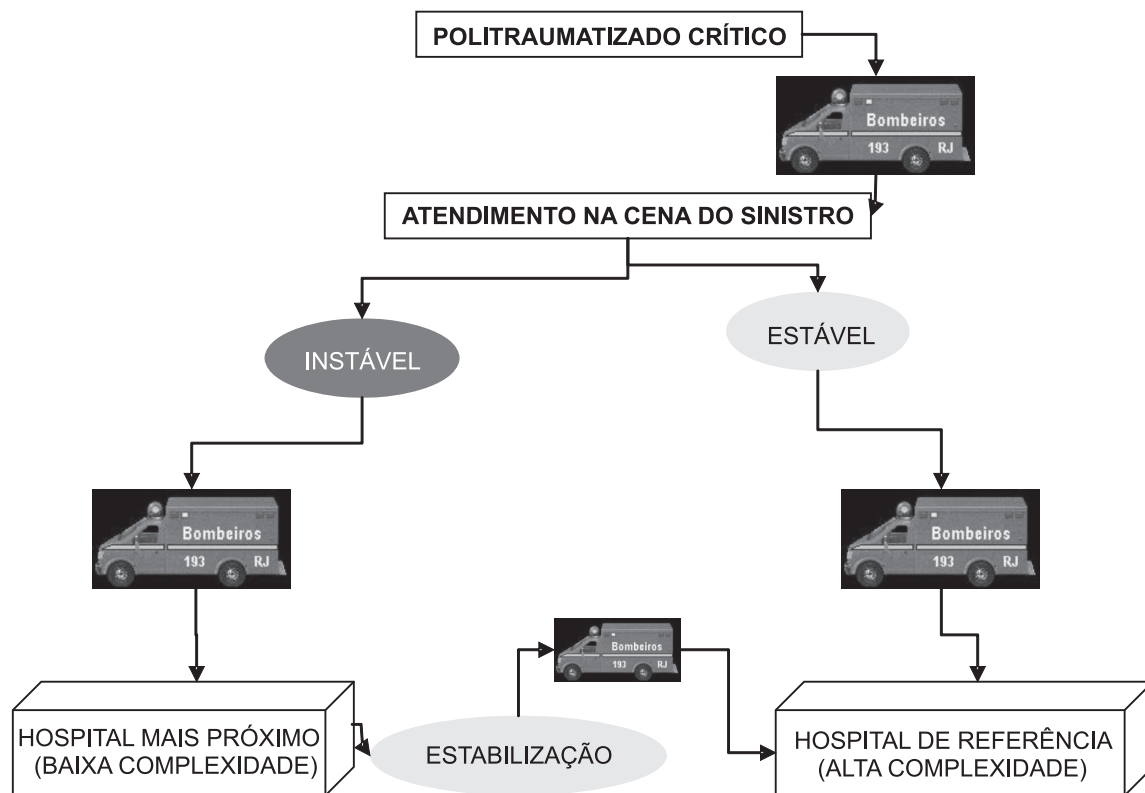 POLITRAUMATIZADO CRÍTICO
Bombeiros
193 RJ
ATENDIMENTO NA CENA DO SINISTRO
INSTÁVEL
ESTÁVEL
Bombeiros
193 RJ
Bombeiros
193 RJ
Bombeiros
193 RJ
HOSPITAL MAIS PRÓXIMO
(BAIXA COMPLEXIDADE)
ESTABILIZAÇÃO
HOSPITAL DE REFERÊNCIA
(ALTA COMPLEXIDADE)